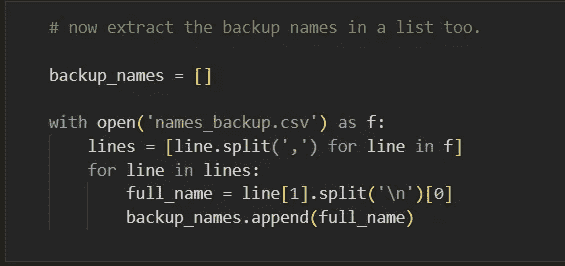 # now extract the backup names in a list too.
backup_names = []
with open('names_backup.csv') as f:
lines = [line.split(',') for line in f]
for line in lines:
full_name = line[1].split('\n')[0]
backup_names.append(full_name)